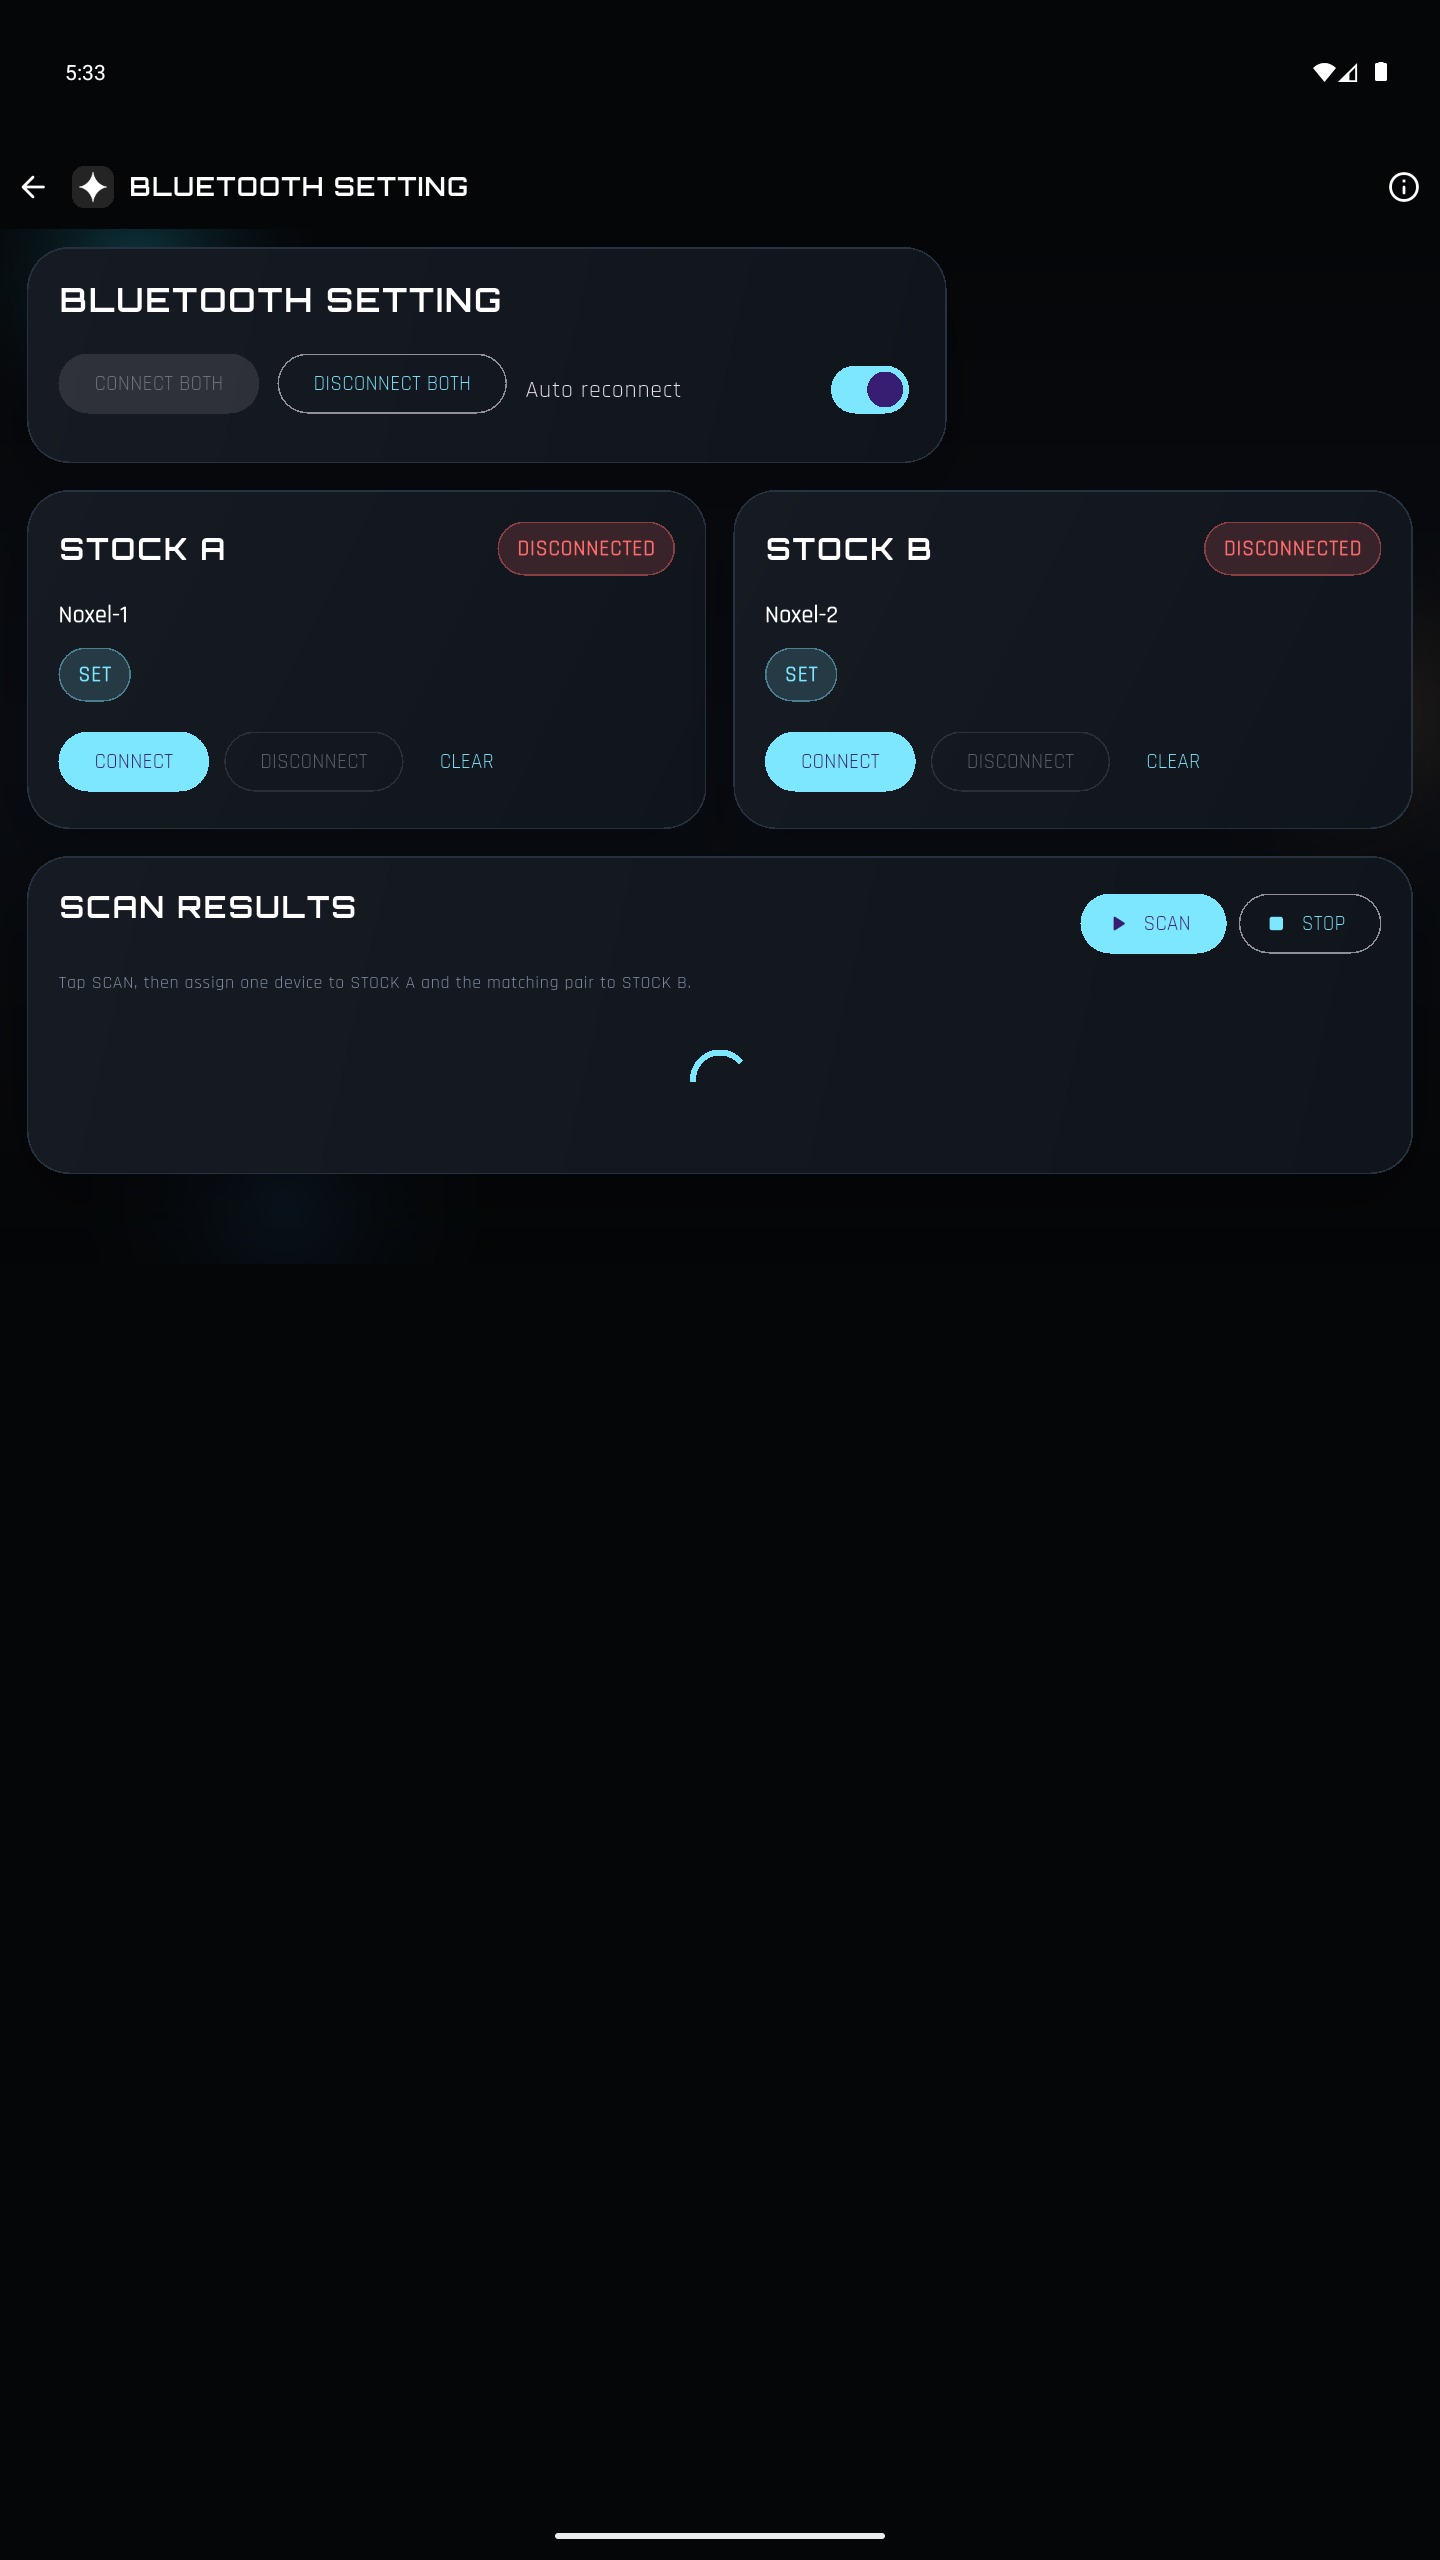 5:33
BLUETOOTH SETTING
BLUETOOTH SETTING
CONNECT BOTH DISCONNECT BOTH Auto reconnect
STOCK A DISCONNECTED
Noxel-1
SET
CONNECT DISCONNECT CLEAR
STOCK B DISCONNECTED
Noxel-2
SET
CONNECT DISCONNECT CLEAR
SCAN RESULTS SCAN STOP
Tap SCAN, then assign one device to STOCK A and the matching pair to STOCK B.